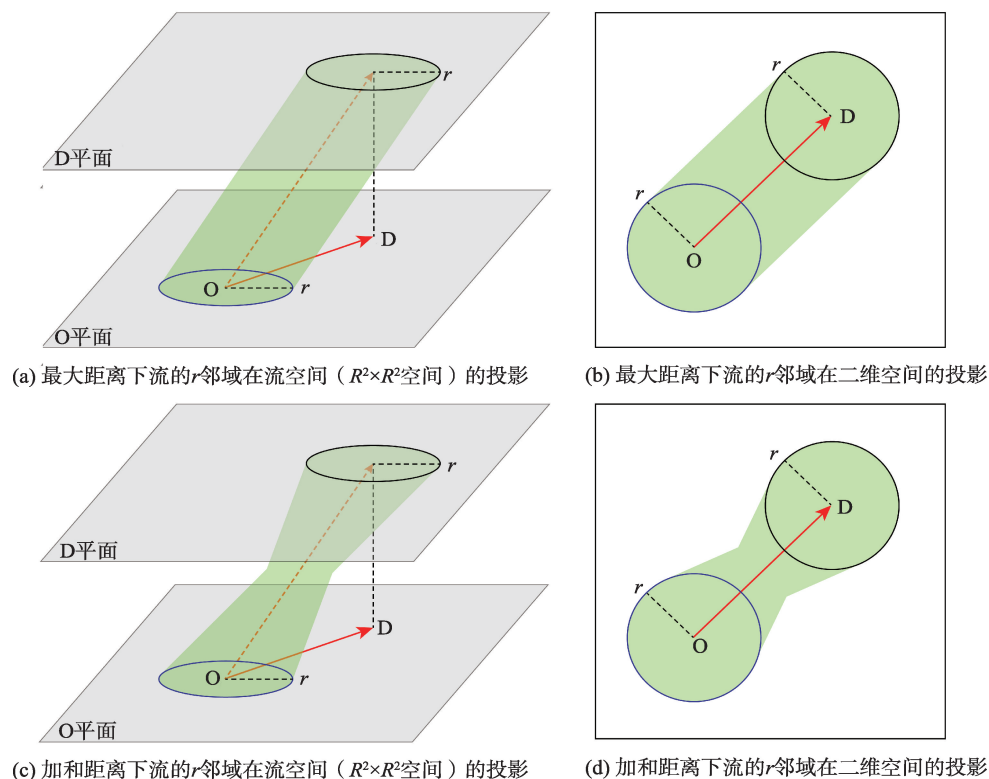 r
D平面
D
O
r
O平面
(a) 最大距离下流的r邻域在流空间（R²×R²空间）的投影
r
D
r
O
(b) 最大距离下流的r邻域在二维空间的投影
r
D平面
D
O
r
O平面
(c) 加和距离下流的r邻域在流空间（R²×R²空间）的投影
r
D
r
O
(d) 加和距离下流的r邻域在二维空间的投影